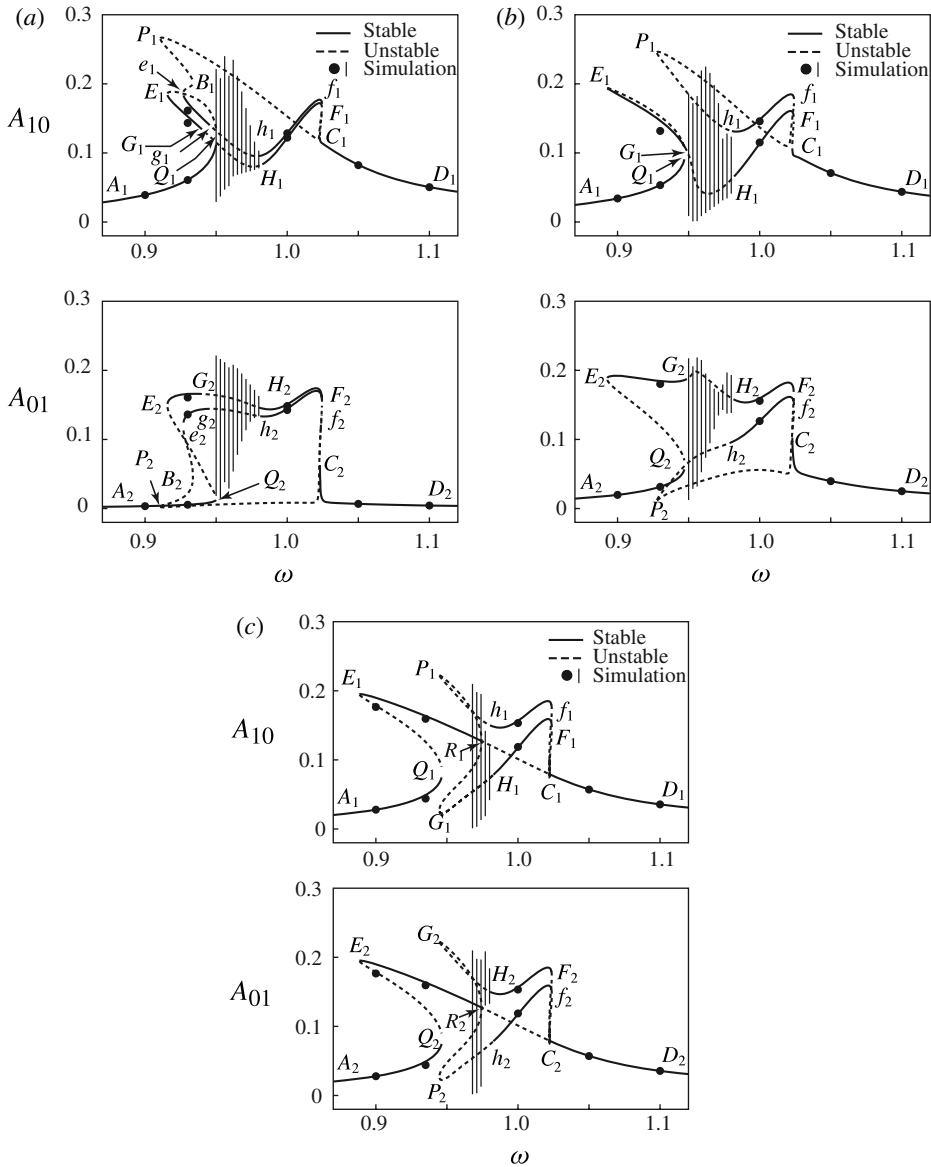 (a)
0.3
Stable
Unstable
Simulation
P₁
e₁
E₁
B₁
f₁
F₁
0.2
A₁₀
0.1
G₁
g₁
Q₁
h₁
H₁
C₁
A₁
D₁
0
0.9 1.0 1.1
0.3
0.2
A₀₁
0.1
E₂
G₂
g₂
e₂
H₂
h₂
F₂
f₂
P₂
B₂
Q₂
C₂
A₂
D₂
0
0.9 1.0 1.1
ω
(b)
0.3
Stable
Unstable
Simulation
P₁
E₁
f₁
F₁
h₁
0.2
0.1
G₁
Q₁
C₁
H₁
A₁
D₁
0
0.9 1.0 1.1
0.3
0.2
0.1
E₂
G₂
H₂
F₂
f₂
Q₂
h₂
C₂
A₂
P₂
D₂
0
0.9 1.0 1.1
ω
(c)
0.3
Stable
Unstable
Simulation
E₁
P₁
h₁
f₁
F₁
0.2
A₁₀
0.1
R₁
Q₁
H₁
C₁
A₁
G₁
D₁
0
0.9 1.0 1.1
0.3
0.2
A₀₁
0.1
E₂
G₂
H₂
F₂
f₂
R₂
Q₂
h₂
C₂
A₂
P₂
D₂
0
0.9 1.0 1.1
ω